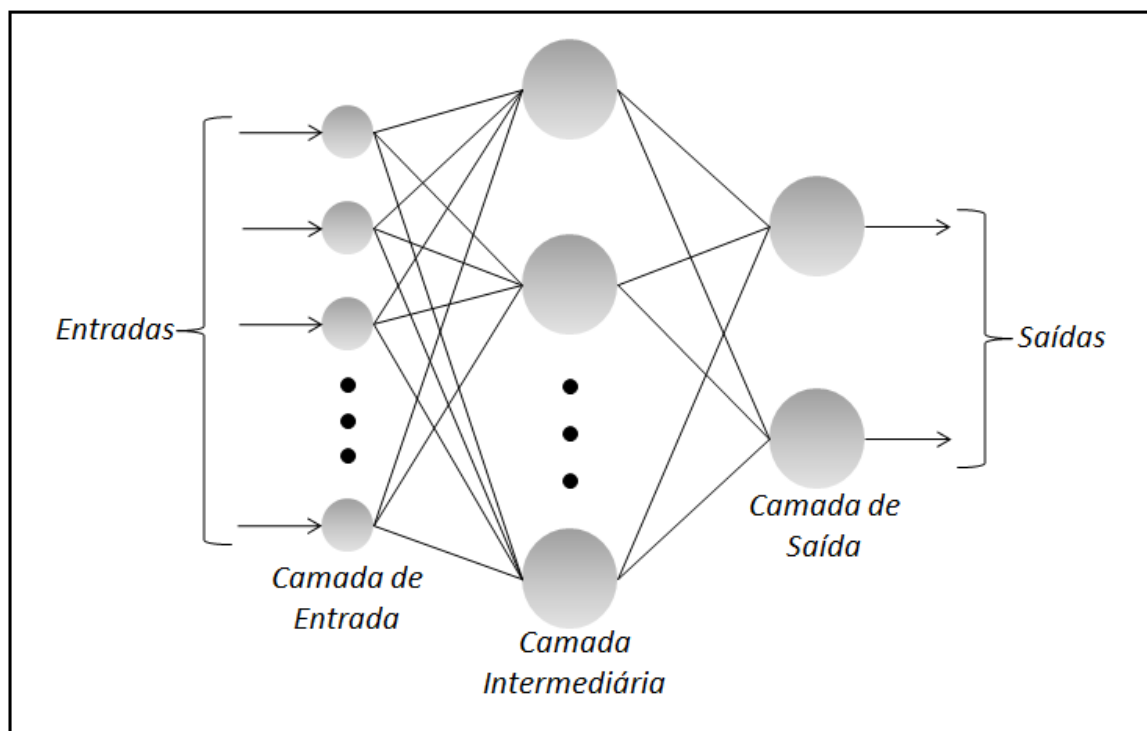 Entradas
Saídas
Camada de
Saída
Camada de
Entrada
Camada
Intermediária